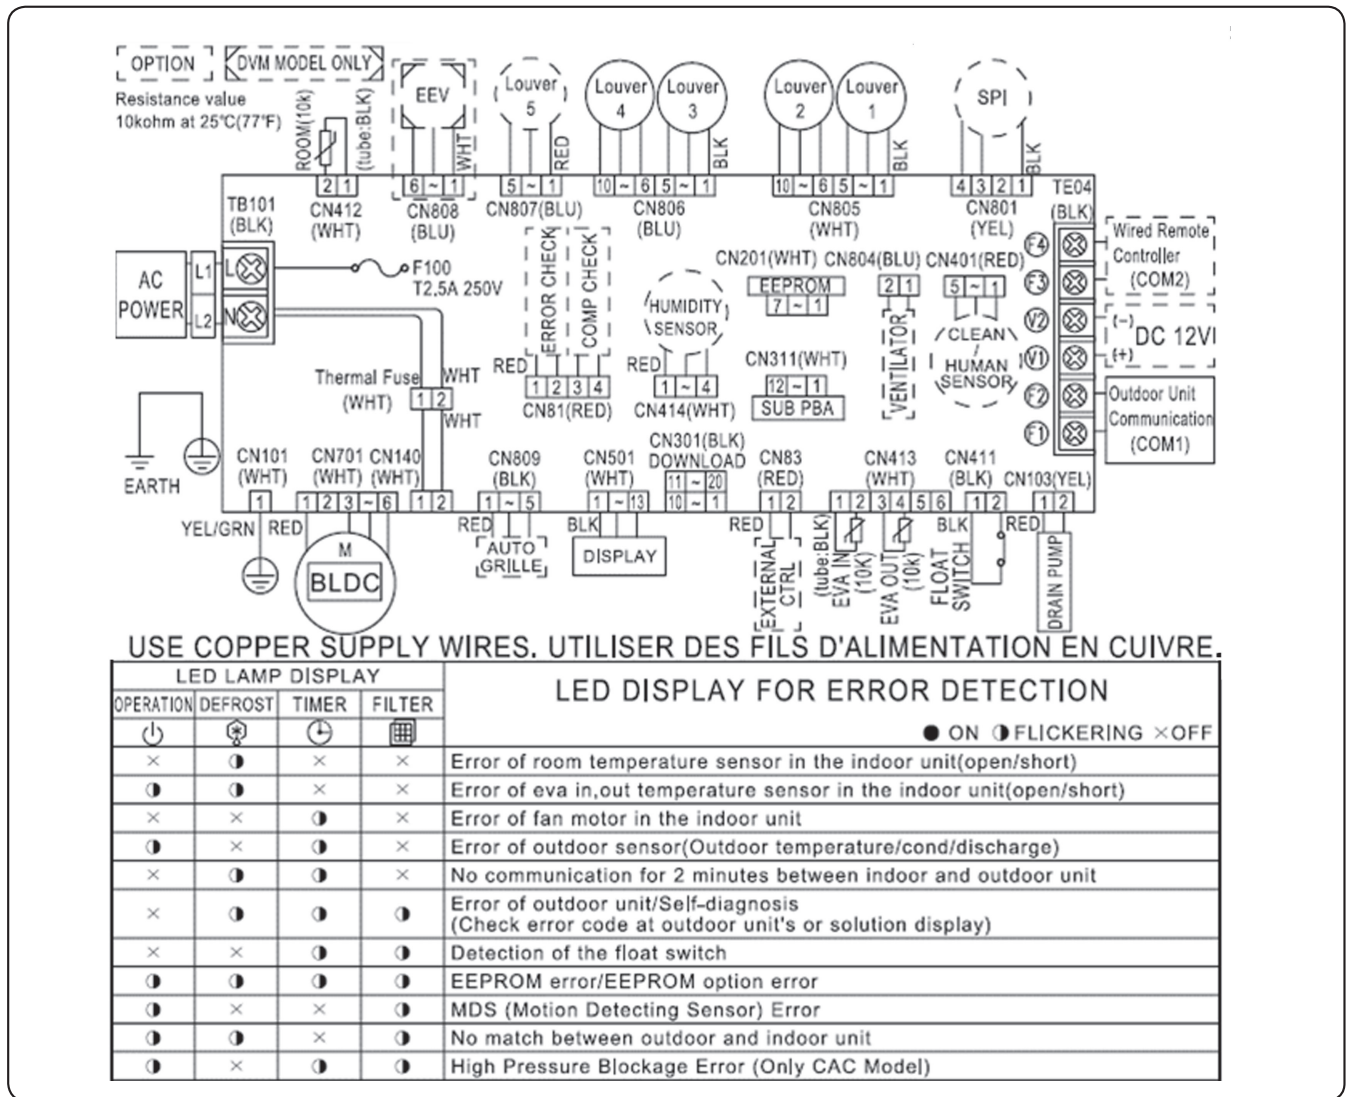 OPTION DVM MODEL ONLY
Resistance value
10kohm at 25℃(77℉)
ROOM(10k)
(tube:BLK)
EEV
WHT
Louver 5
RED
Louver 4
Louver 3
BLK
Louver 2
Louver 1
BLK
SPI
BLK
2 1
6 ~ 1
5 ~ 1
10 ~ 6 5 ~ 1
10 ~ 6 5 ~ 1
4 3 2 1
TB101
(BLK)
CN412
(WHT)
CN808
(BLU)
CN807(BLU)
CN806
(BLU)
CN805
(WHT)
CN801
(YEL)
TE04
(BLK)
AC
POWER
L1
L2
L
N
F100
T2,5A 250V
ERROR CHECK
COMP CHECK
RED
1 2 3 4
CN81(RED)
HUMIDITY
SENSOR
RED
1 ~ 4
CN414(WHT)
CN201(WHT)
EEPROM
7 ~ 1
CN311(WHT)
12 ~ 1
SUB PBA
CN804(BLU)
2 1
VENTILATOR
CN401(RED)
5 ~ 1
CLEAN
/
HUMAN
SENSOR
F4
F3
V2
V1
F2
F1
Wired Remote
Controller
(COM2)
(-)
DC 12V
(+)
Outdoor Unit
Communication
(COM1)
Thermal Fuse
(WHT)
WHT
1 2
WHT
EARTH
CN101
(WHT)
CN701
(WHT)
CN140
(WHT)
CN809
(BLK)
CN501
(WHT)
CN301(BLK)
DOWNLOAD
11 ~ 20
10 ~ 1
CN83
(RED)
CN413
(WHT)
CN411
(BLK)
CN103(YEL)
1
1 2 3 ~ 6
1 2
1 ~ 5
1 ~ 13
1 2
1 2 3 4 5 6
1 2
1 2
YEL/GRN
RED
M
BLDC
RED
AUTO
GRILLE
BLK
DISPLAY
RED
EXTERNAL
CTRL
(tube:BLK)
EVA IN
(10K)
EVA OUT
(10k)
BLK
FLOAT
SWITCH
RED
DRAIN PUMP
USE COPPER SUPPLY WIRES. UTILISER DES FILS D'ALIMENTATION EN CUIVRE.
LED LAMP DISPLAY
LED DISPLAY FOR ERROR DETECTION
OPERATION DEFROST TIMER FILTER
● ON ◑ FLICKERING ×OFF
× ◑ × × Error of room temperature sensor in the indoor unit(open/short)
◑ ◑ × × Error of eva in,out temperature sensor in the indoor unit(open/short)
× × ◑ × Error of fan motor in the indoor unit
◑ × ◑ × Error of outdoor sensor(Outdoor temperature/cond/discharge)
× ◑ ◑ × No communication for 2 minutes between indoor and outdoor unit
× ◑ ◑ ◑ Error of outdoor unit/Self-diagnosis
(Check error code at outdoor unit's or solution display)
× × ◑ ◑ Detection of the float switch
◑ ◑ ◑ ◑ EEPROM error/EEPROM option error
◑ × × ◑ MDS (Motion Detecting Sensor) Error
◑ ◑ × ◑ No match between outdoor and indoor unit
◑ × ◑ ◑ High Pressure Blockage Error (Only CAC Model)